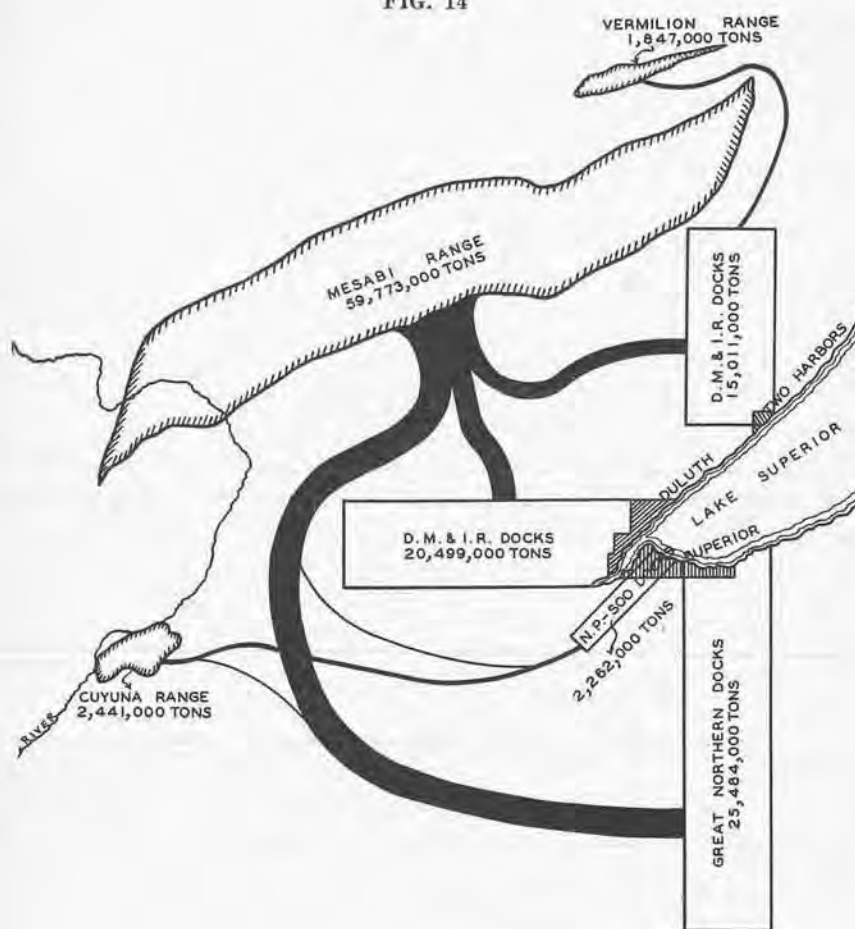 FIG. 14
VERMILION RANGE
1,847,000 TONS
MESABI RANGE
59,773,000 TONS
D.M. & I.R. DOCKS
15,011,000 TONS
TWO HARBORS
DULUTH
LAKE SUPERIOR
SUPERIOR
D.M. & I.R. DOCKS
20,499,000 TONS
N.P.-SOO
2,262,000 TONS
CUYUNA RANGE
2,441,000 TONS
RIVER
GREAT NORTHERN DOCKS
25,484,000 TONS